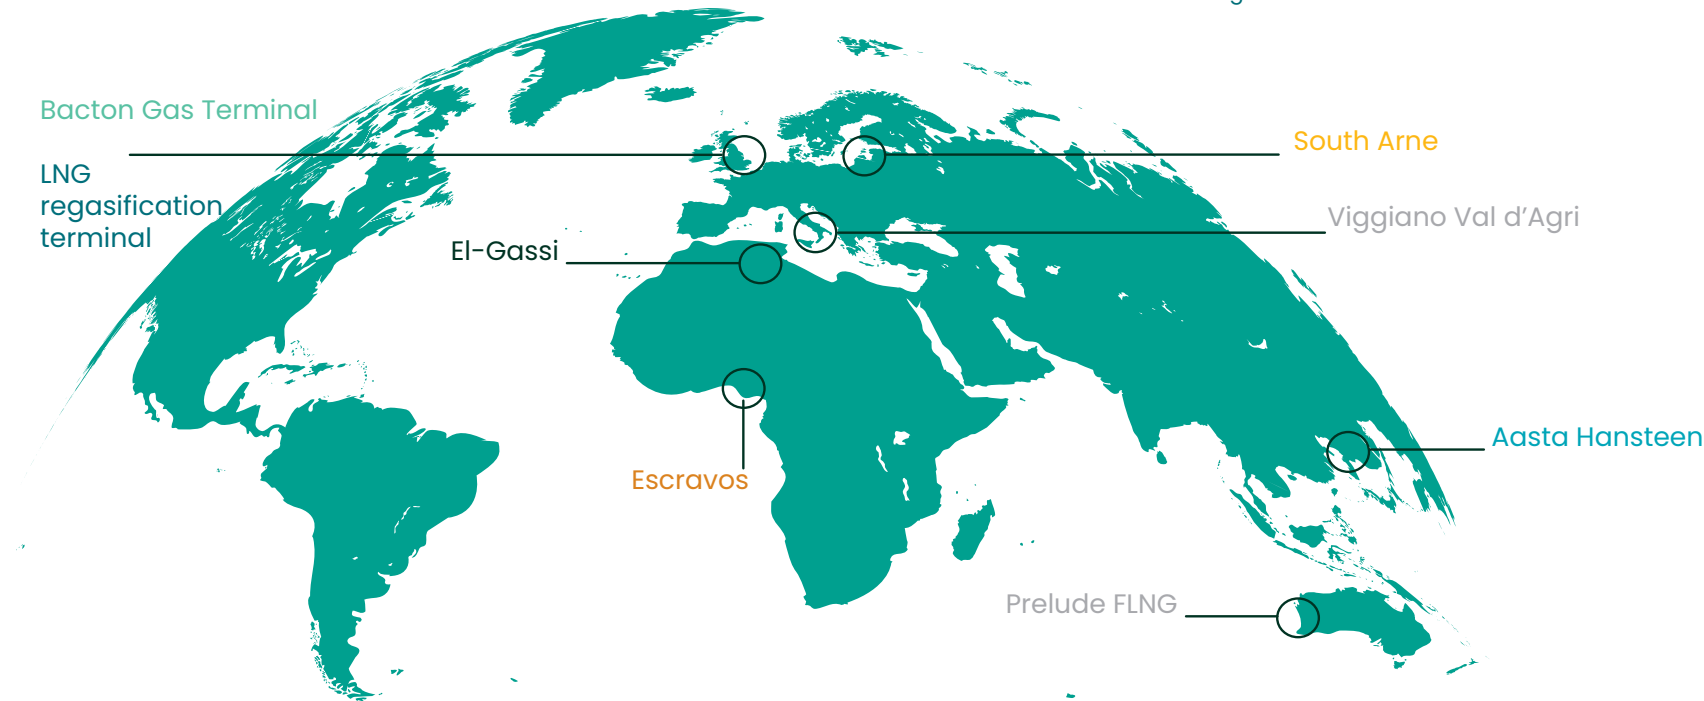 Bacton Gas Terminal
South Arne
LNG
regasification
terminal
Viggiano Val d’Agri
El-Gassi
Aasta Hansteen
Escravos
Prelude FLNG